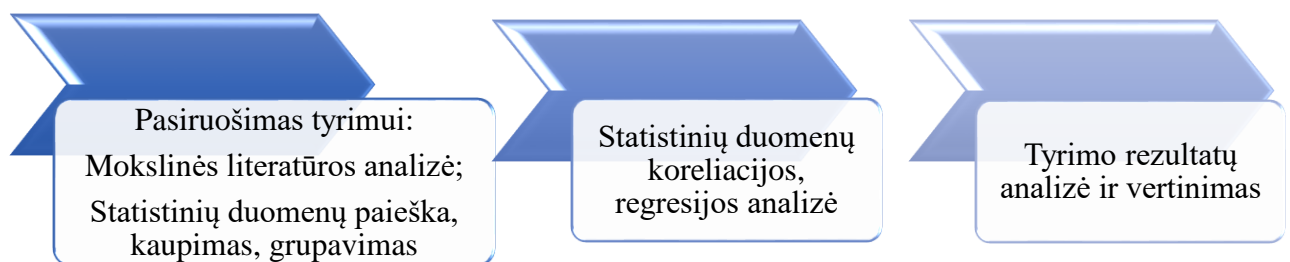 Pasiruošimas tyrimui:
Mokslinės literatūros analizė;
Statistinių duomenų paieška,
kaupimas, grupavimas
Statistinių duomenų
koreliacijos,
regresijos analizė
Tyrimo rezultatų
analizė ir vertinimas